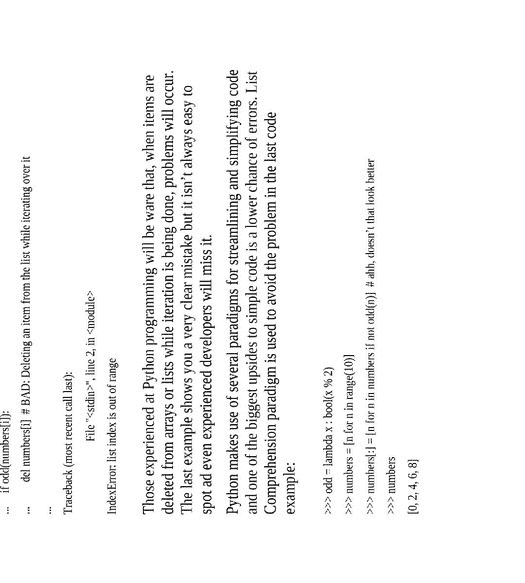 ... if odd(numbers[i]):
... del numbers[i] # BAD: Deleting an item from the list while iterating over it
...
Traceback (most recent call last):
File "<stdin>", line 2, in <module>
IndexError: list index is out of range
Those experienced at Python programming will be ware that, when items are
deleted from arrays or lists while iteration is being done, problems will occur.
The last example shows you a very clear mistake but it isn't always easy to
spot ad even experienced developers will miss it.
Python makes use of several paradigms for streamlining and simplifying code
and one of the biggest upsides to simple code is a lower chance of errors. List
Comprehension paradigm is used to avoid the problem in the last code
example:
>>> odd = lambda x : bool(x % 2)
>>> numbers = [n for n in range(10)]
>>> numbers[:] = [n for n in numbers if not odd(n)] # ahh, doesn't that look better
>>> numbers
[0, 2, 4, 6, 8]